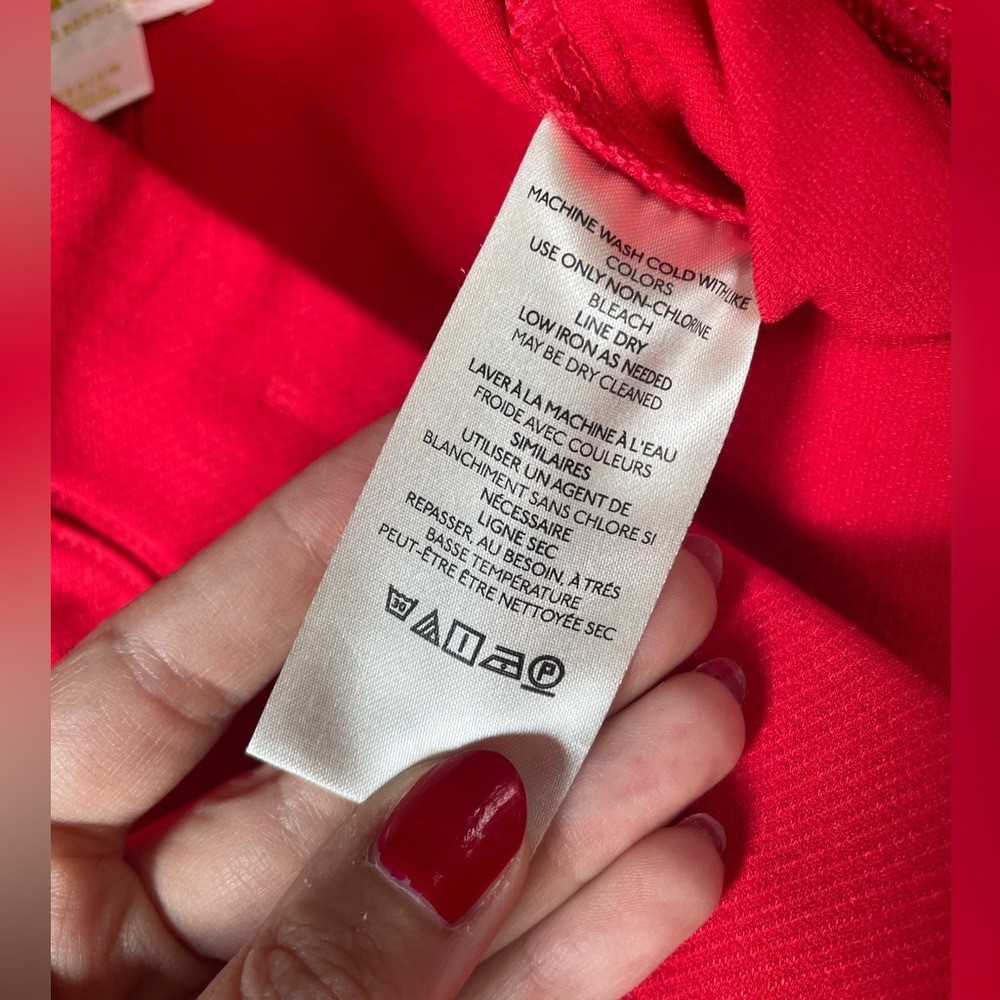 MACHINE WASH COLD WITH LIKE
COLORS
USE ONLY NON-CHLORINE
BLEACH
LINE DRY
LOW IRON AS NEEDED
MAY BE DRY CLEANED
LAVER À LA MACHINE À L'EAU
FROIDE AVEC COULEURS
SIMILAIRES
UTILISER UN AGENT DE
BLANCHIMENT SANS CHLORE SI
NÉCESSAIRE
LIGNE SEC
REPASSER, AU BESOIN, À TRÉS
BASSE TEMPÉRATURE
PEUT-ÊTRE ÊTRE NETTOYÉE SEC
30 P